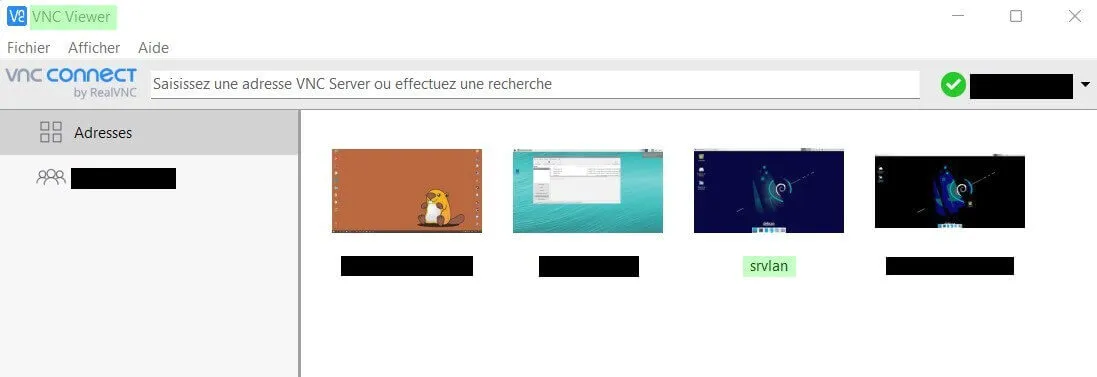 VNC Viewer
Fichier Afficher Aide
vnc connect
by RealVNC
Saisissez une adresse VNC Server ou effectuez une recherche
Adresses
srvlan